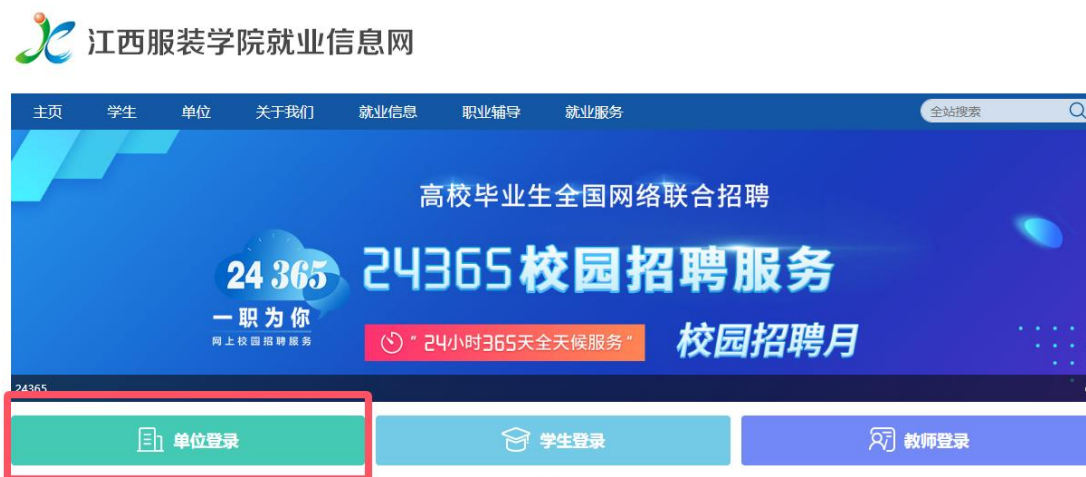 江西服装学院就业信息网
主页 学生 单位 关于我们 就业信息 职业辅导 就业服务 全站搜索
高校毕业生全国网络联合招聘
24365校园招聘服务
24 365
一职为你
网上校园招聘服务
"24小时365天全天候服务" 校园招聘月
24365
单位登录 学生登录 教师登录